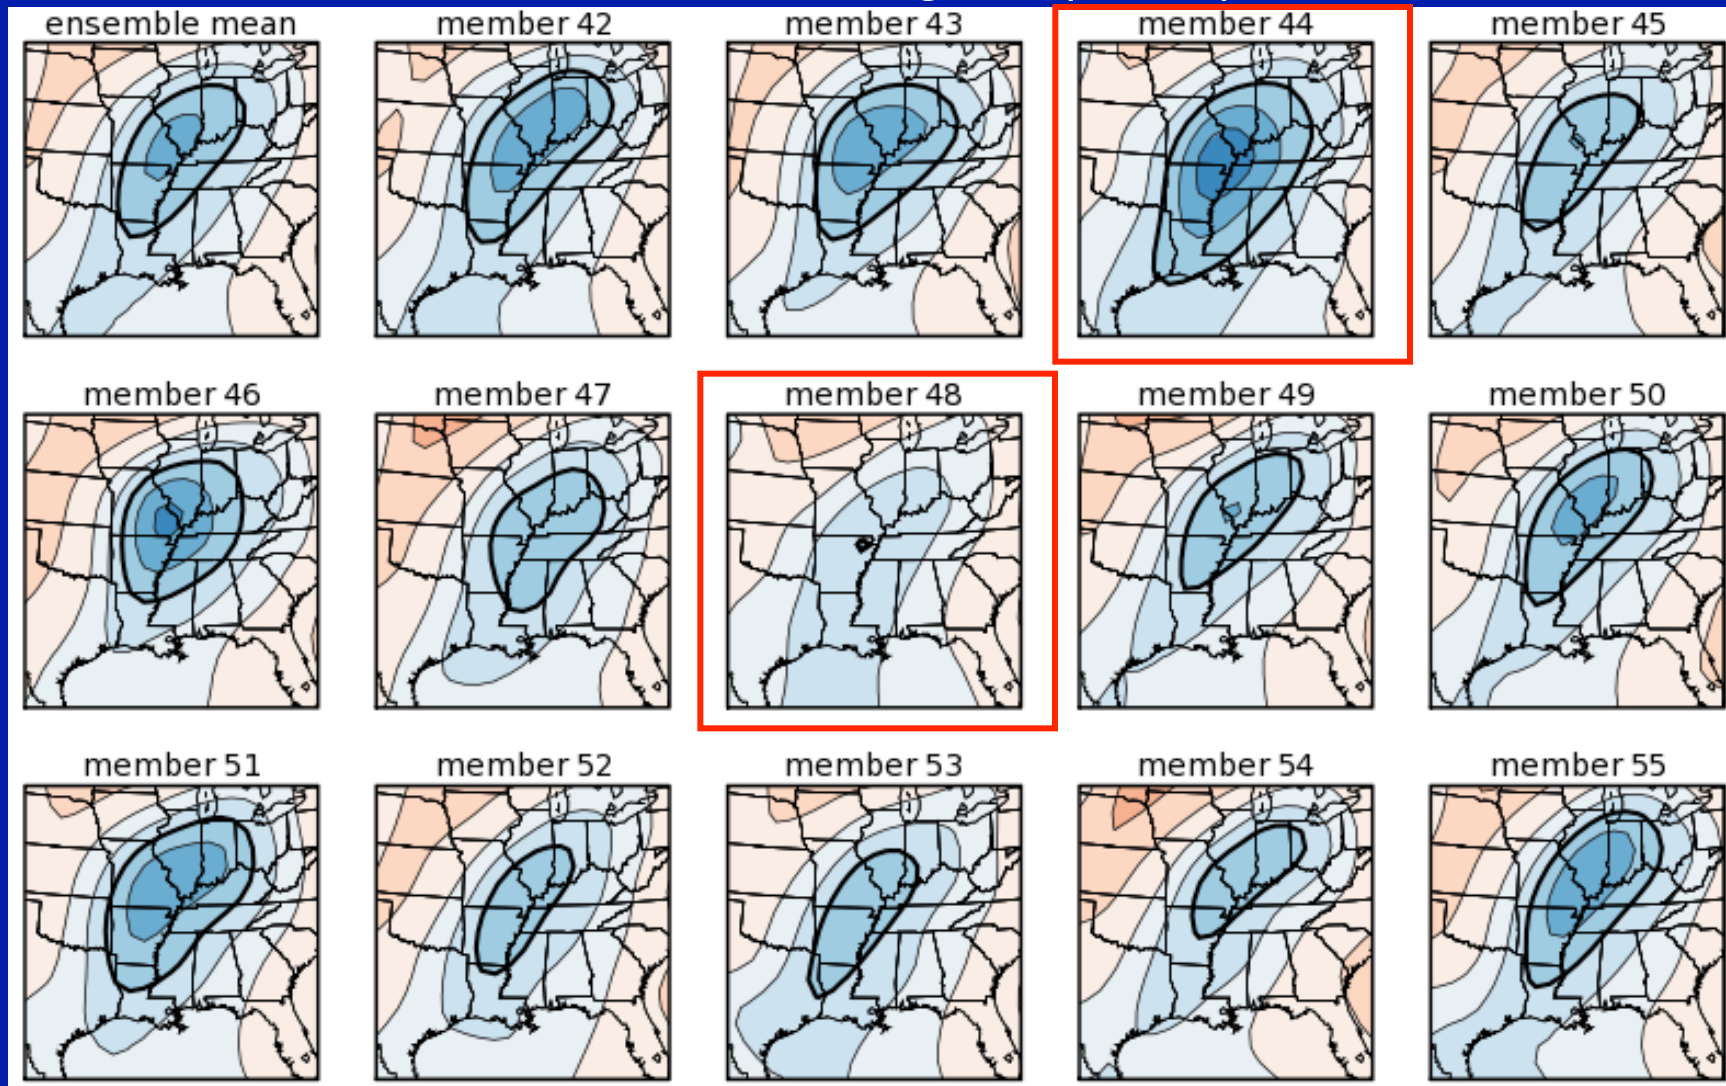 ensemble mean
member 42
member 43
member 44
member 45
member 46
member 47
member 48
member 49
member 50
member 51
member 52
member 53
member 54
member 55